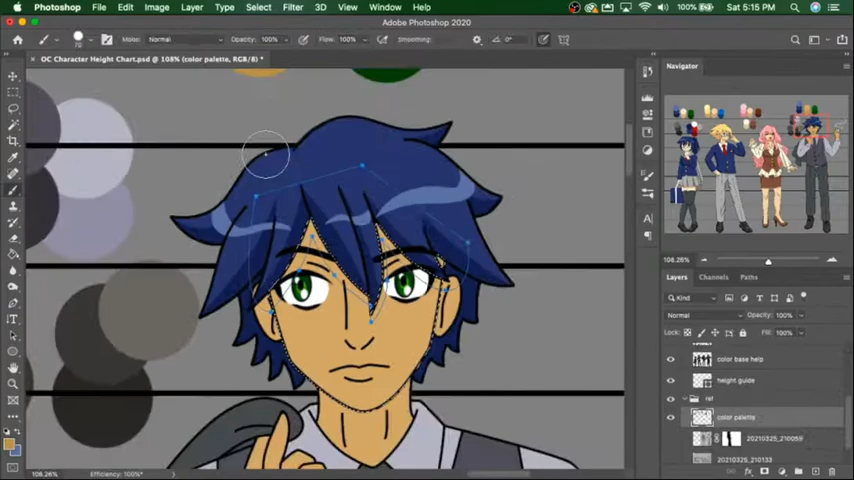 Photoshop File Edit Image Layer Type Select Filter 3D View Window Help 100% Sat 5:15 PM
Adobe Photoshop 2020
70 Mode: Normal Opacity: 100% Flow: 100% Smoothing: 0°
OC Character Height Chart.psd @ 108% (color palette, RGB/8) *
Navigator
108.26%
Layers Channels Paths
Kind
Normal Opacity: 100%
Lock: Fill: 100%
color base help
height guide
ref
color palette
20210325_210059
20210325_210133
108.26% Efficiency: 100%*